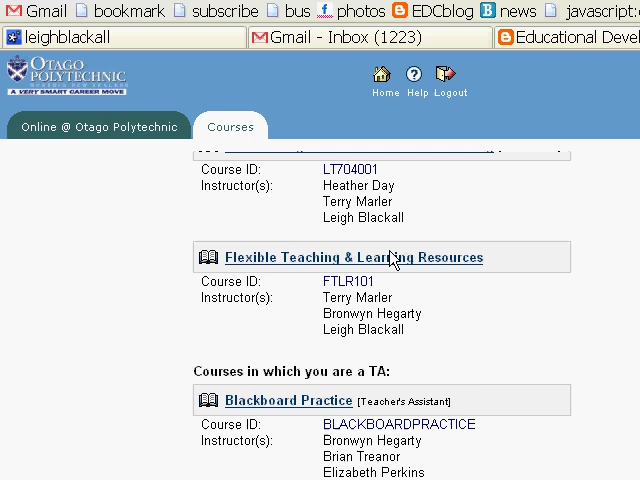 Gmail bookmark subscribe bus photos EDCblog news javascript:
leighblackall Gmail - Inbox (1223) Educational Deve
OTAGO
POLYTECHNIC
A VERY SMART CAREER MOVE
Home Help Logout
Online @ Otago Polytechnic Courses
Course ID: LT704001
Instructor(s): Heather Day
Terry Marler
Leigh Blackall
Flexible Teaching & Learning Resources
Course ID: FTLR101
Instructor(s): Terry Marler
Bronwyn Hegarty
Leigh Blackall
Courses in which you are a TA:
Blackboard Practice [Teacher's Assistant]
Course ID: BLACKBOARDPRACTICE
Instructor(s): Bronwyn Hegarty
Brian Treanor
Elizabeth Perkins